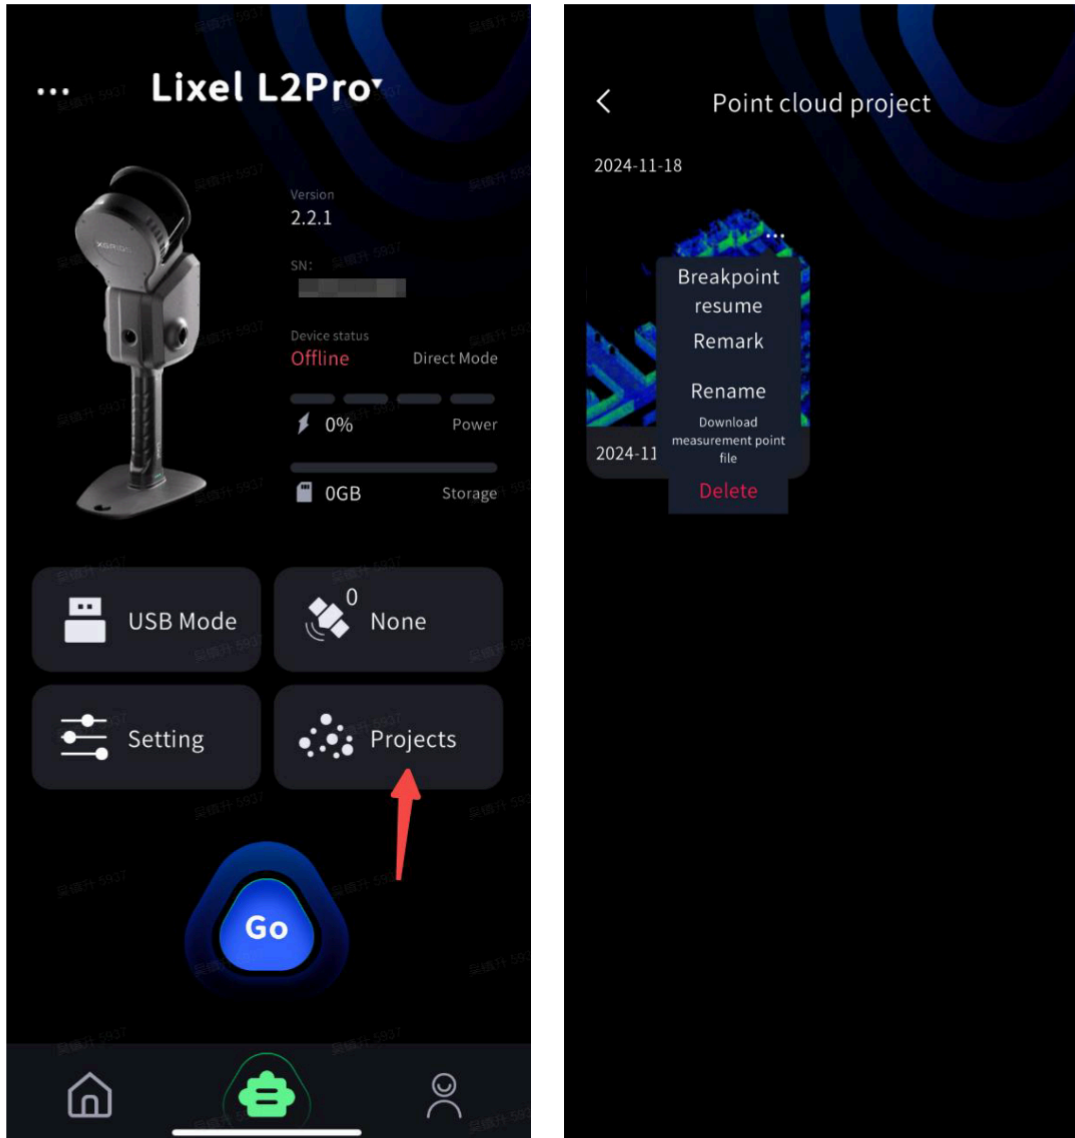 Lixel L2Pro
Version
2.2.1
SN:
Device status
Offline
Direct Mode
0%
Power
0GB
Storage
USB Mode
0
None
Setting
Projects
Go
Point cloud project
2024-11-18
Breakpoint
resume
Remark
Rename
Download
measurement point
file
Delete
2024-11